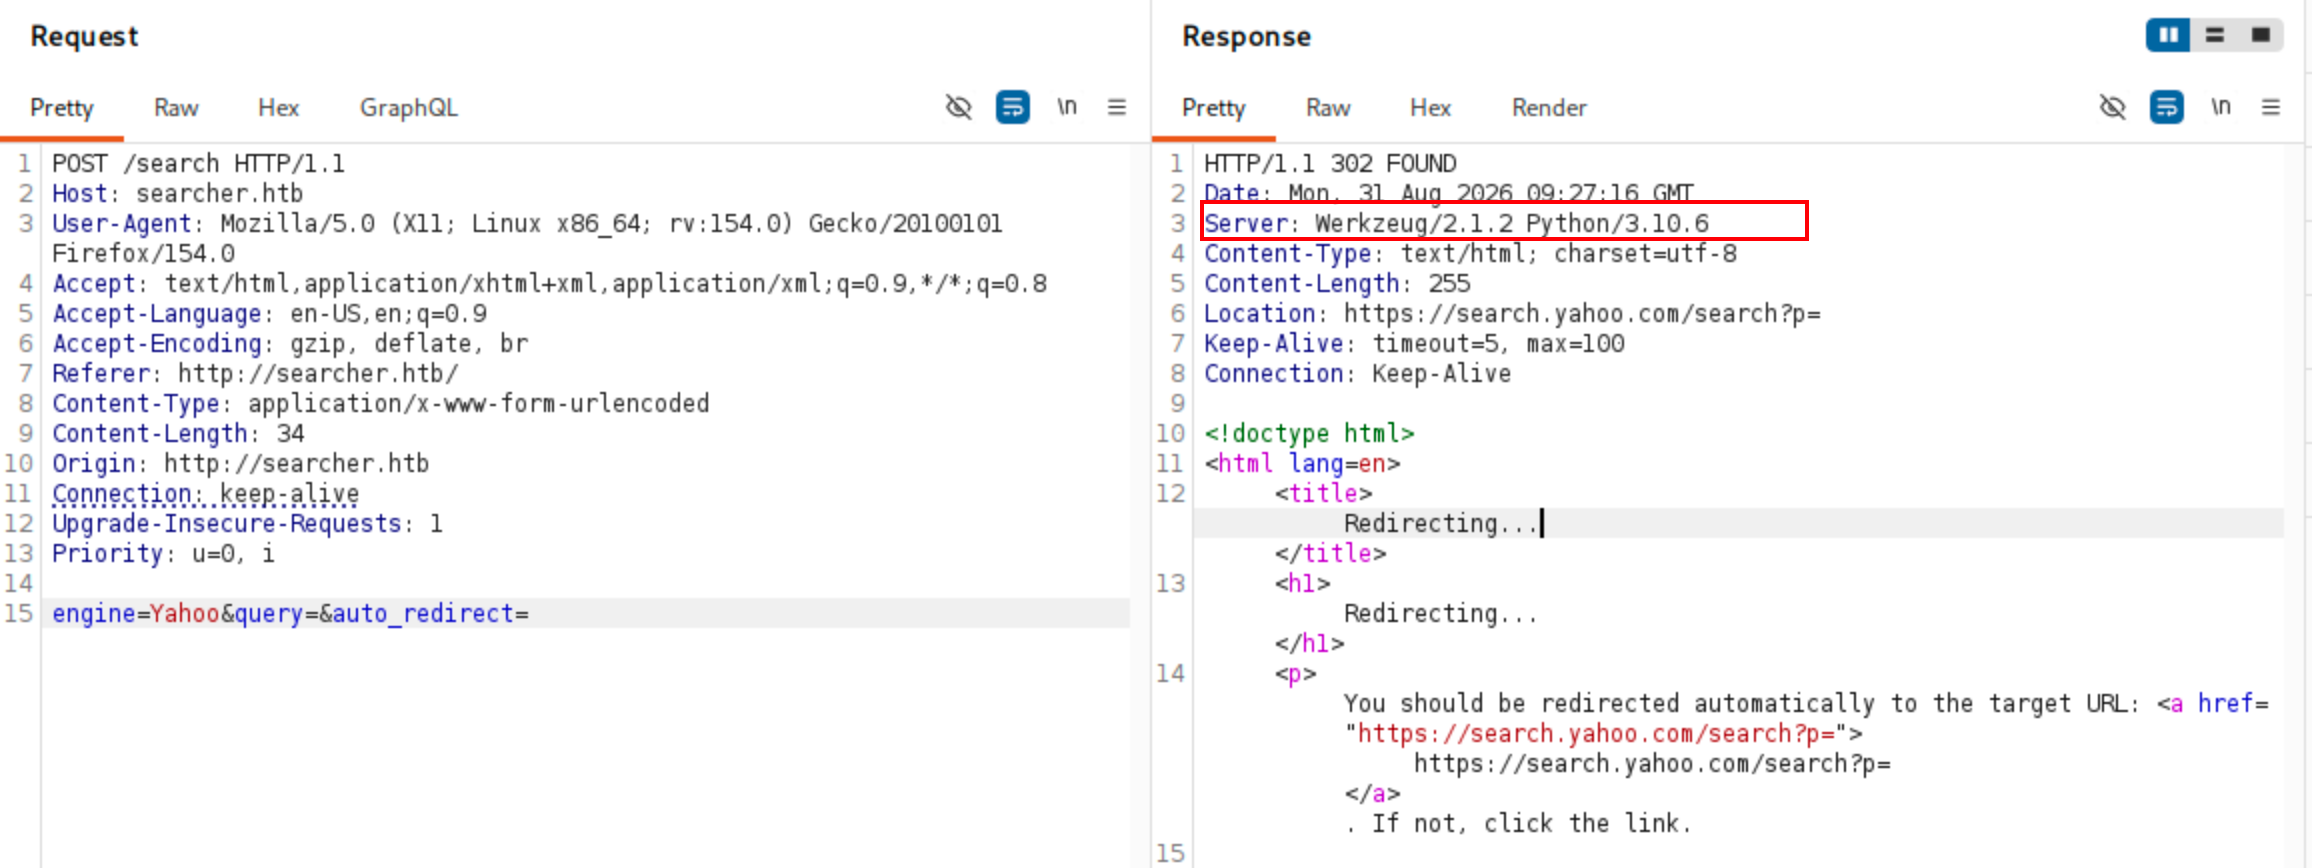 Request
Pretty Raw Hex GraphQL \n
1 POST /search HTTP/1.1
2 Host: searcher.htb
3 User-Agent: Mozilla/5.0 (X11; Linux x86_64; rv:154.0) Gecko/20100101
Firefox/154.0
4 Accept: text/html,application/xhtml+xml,application/xml;q=0.9,*/*;q=0.8
5 Accept-Language: en-US,en;q=0.9
6 Accept-Encoding: gzip, deflate, br
7 Referer: http://searcher.htb/
8 Content-Type: application/x-www-form-urlencoded
9 Content-Length: 34
10 Origin: http://searcher.htb
11 Connection: keep-alive
12 Upgrade-Insecure-Requests: 1
13 Priority: u=0, i
14
15 engine=Yahoo&query=&auto_redirect=
Response
Pretty Raw Hex Render \n
1 HTTP/1.1 302 FOUND
2 Date: Mon, 31 Aug 2026 09:27:16 GMT
3 Server: Werkzeug/2.1.2 Python/3.10.6
4 Content-Type: text/html; charset=utf-8
5 Content-Length: 255
6 Location: https://search.yahoo.com/search?p=
7 Keep-Alive: timeout=5, max=100
8 Connection: Keep-Alive
9
10 <!doctype html>
11 <html lang=en>
12 <title>
Redirecting...
</title>
13 <h1>
Redirecting...
</h1>
14 <p>
You should be redirected automatically to the target URL: <a href=
"https://search.yahoo.com/search?p=">
https://search.yahoo.com/search?p=
</a>
. If not, click the link.
15